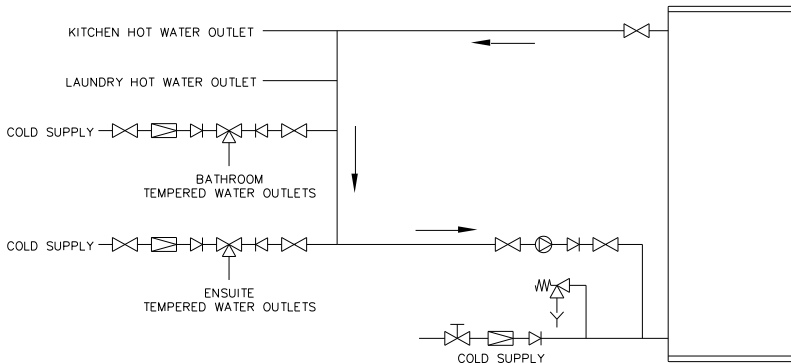 KITCHEN HOT WATER OUTLET
LAUNDRY HOT WATER OUTLET
COLD SUPPLY
BATHROOM
TEMPERED WATER OUTLETS
COLD SUPPLY
ENSUITE
TEMPERED WATER OUTLETS
COLD SUPPLY